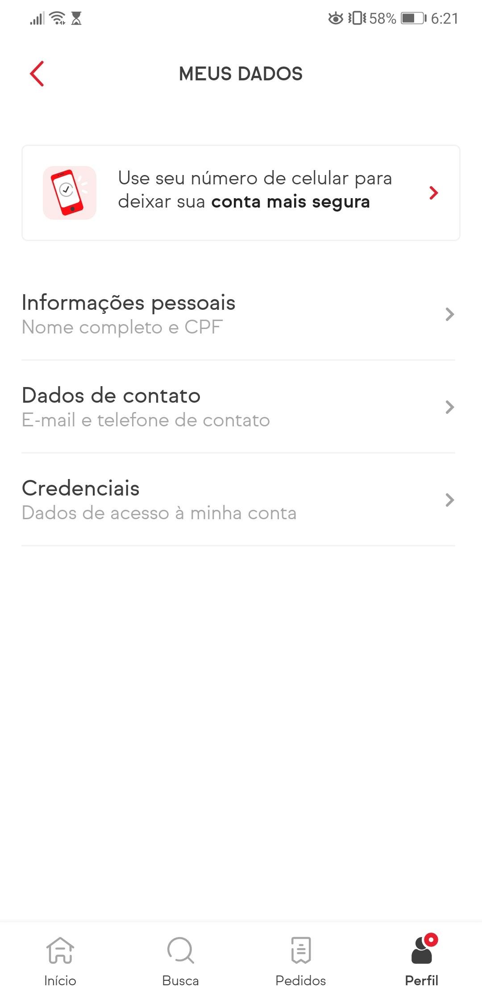 58% 6:21
MEUS DADOS
Use seu número de celular para
deixar sua conta mais segura
Informações pessoais
Nome completo e CPF
Dados de contato
E-mail e telefone de contato
Credenciais
Dados de acesso à minha conta
Início Busca Pedidos Perfil